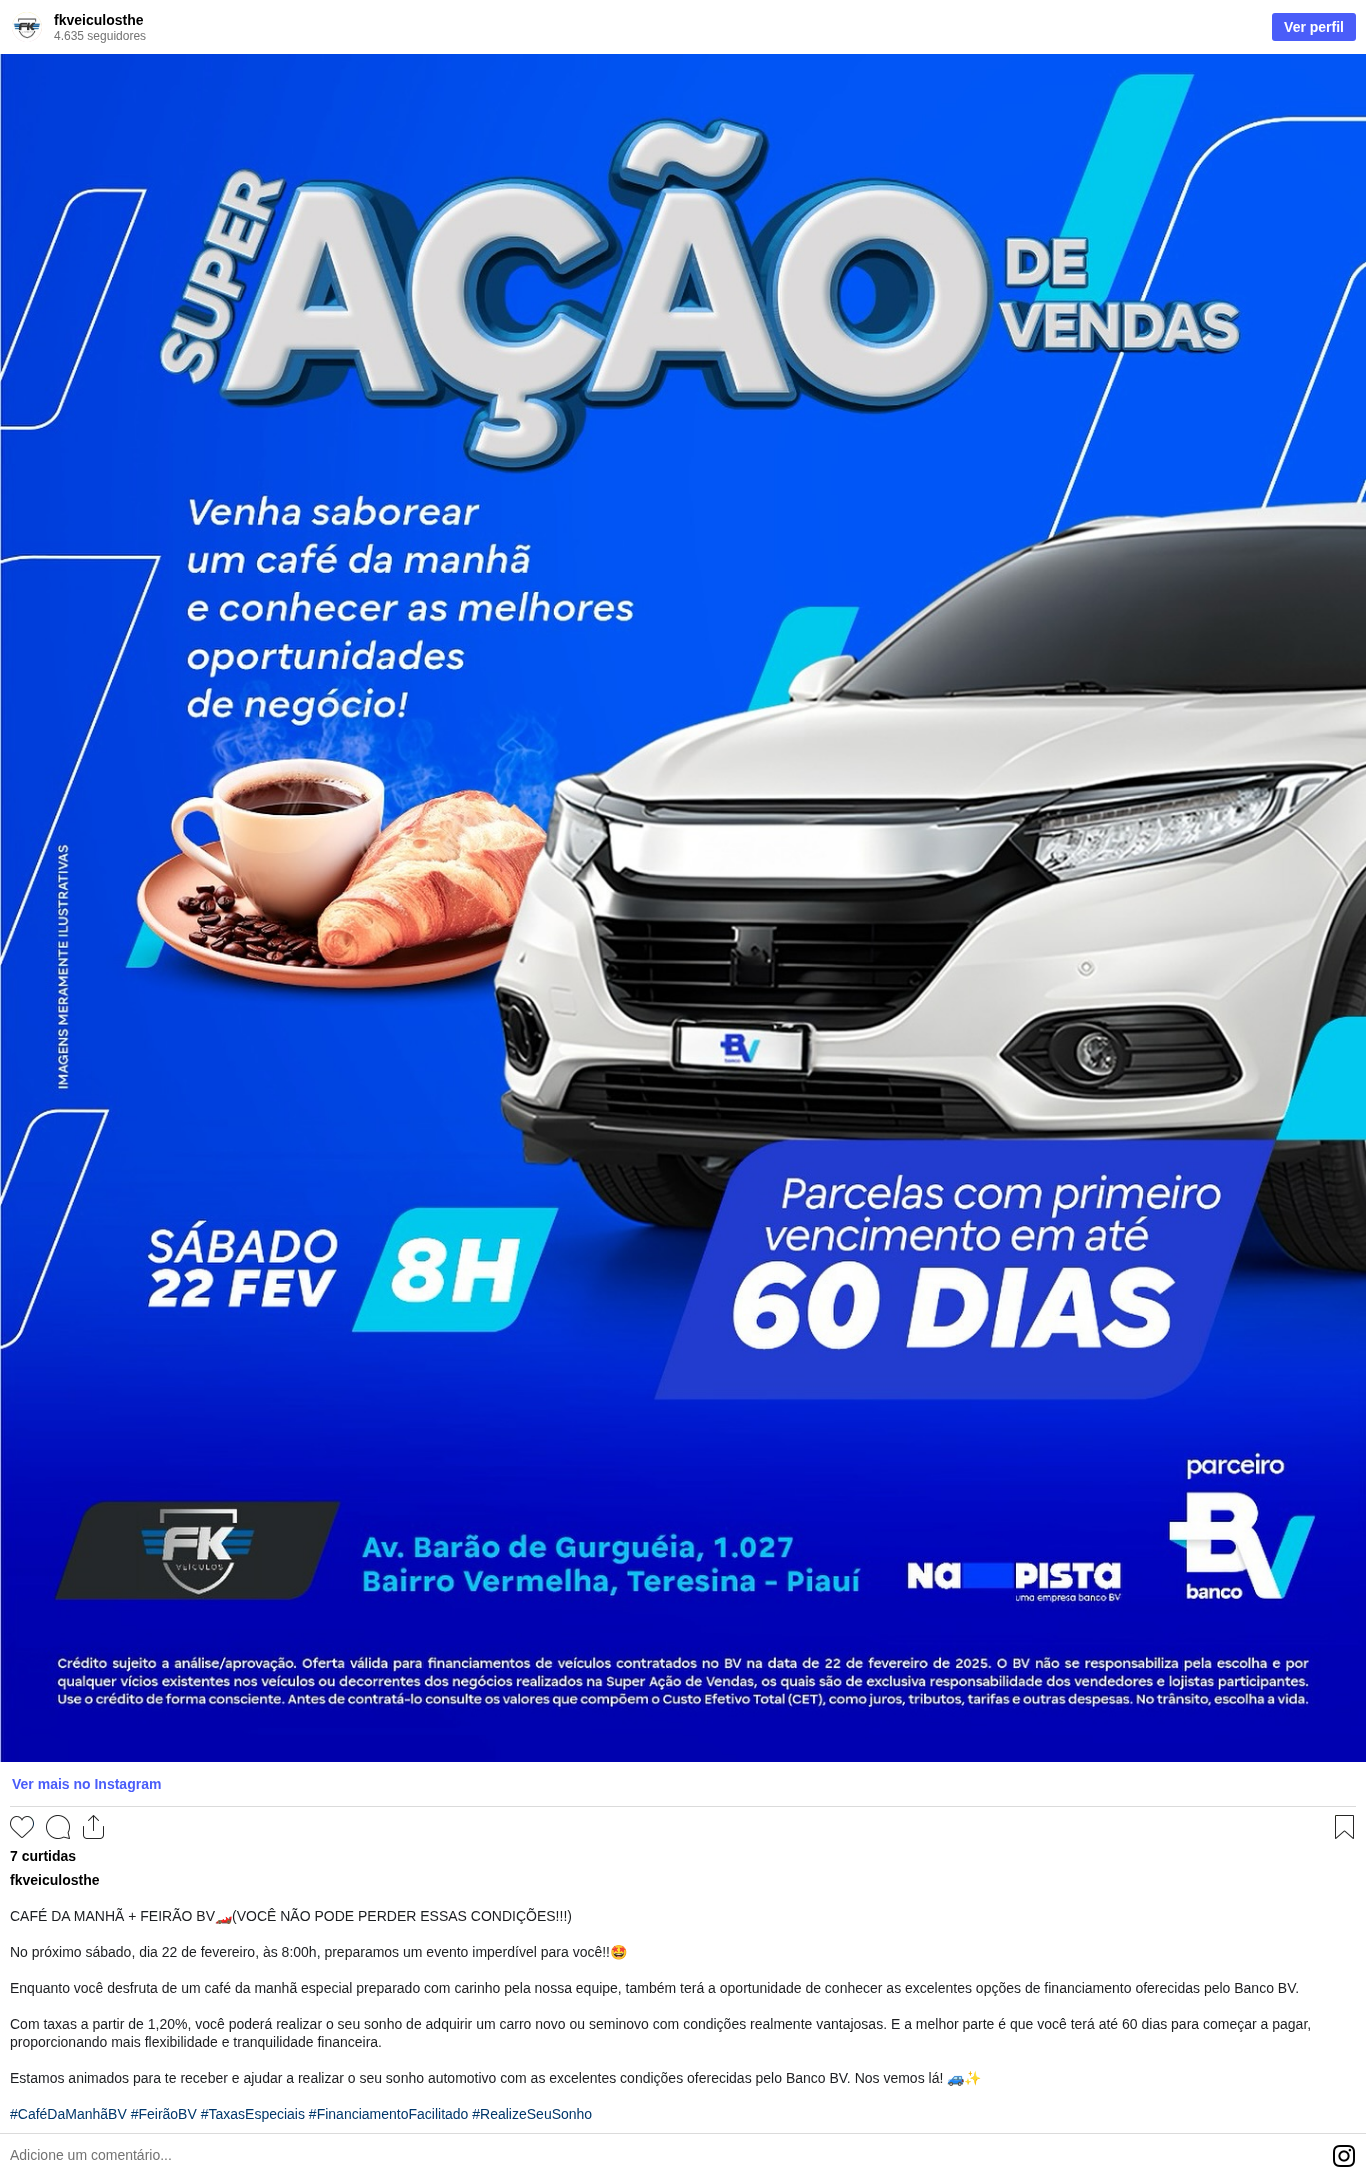 fkveiculosthe
4.635 seguidores
Ver perfil
SUPER
AÇÃO
DE
VENDAS
Venha saborear
um café da manhã
e conhecer as melhores
oportunidades
de negócio!
IMAGENS MERAMENTE ILUSTRATIVAS
BV
banco
SÁBADO
22 FEV
8H
Parcelas com primeiro
vencimento em até
60 DIAS
parceiro
BV
banco
FK
VEÍCULOS
Av. Barão de Gurguéia, 1.027
Bairro Vermelha, Teresina - Piauí
Na PISTA
uma empresa banco BV
Crédito sujeito a análise/aprovação. Oferta válida para financiamentos de veículos contratados no BV na data de 22 de fevereiro de 2025. O BV não se responsabiliza pela escolha e por
qualquer vícios existentes nos veículos ou decorrentes dos negócios realizados na Super Ação de Vendas, os quais são de exclusiva responsabilidade dos vendedores e lojistas participantes.
Use o crédito de forma consciente. Antes de contratá-lo consulte os valores que compõem o Custo Efetivo Total (CET), como juros, tributos, tarifas e outras despesas. No trânsito, escolha a vida.
Ver mais no Instagram
7 curtidas
fkveiculosthe
CAFÉ DA MANHÃ + FEIRÃO BV🏎️(VOCÊ NÃO PODE PERDER ESSAS CONDIÇÕES!!!)
No próximo sábado, dia 22 de fevereiro, às 8:00h, preparamos um evento imperdível para você!!🤩
Enquanto você desfruta de um café da manhã especial preparado com carinho pela nossa equipe, também terá a oportunidade de conhecer as excelentes opções de financiamento oferecidas pelo Banco BV.
Com taxas a partir de 1,20%, você poderá realizar o seu sonho de adquirir um carro novo ou seminovo com condições realmente vantajosas. E a melhor parte é que você terá até 60 dias para começar a pagar,
proporcionando mais flexibilidade e tranquilidade financeira.
Estamos animados para te receber e ajudar a realizar o seu sonho automotivo com as excelentes condições oferecidas pelo Banco BV. Nos vemos lá! 🚙✨
#CaféDaManhãBV #FeirãoBV #TaxasEspeciais #FinanciamentoFacilitado #RealizeSeuSonho
Adicione um comentário...